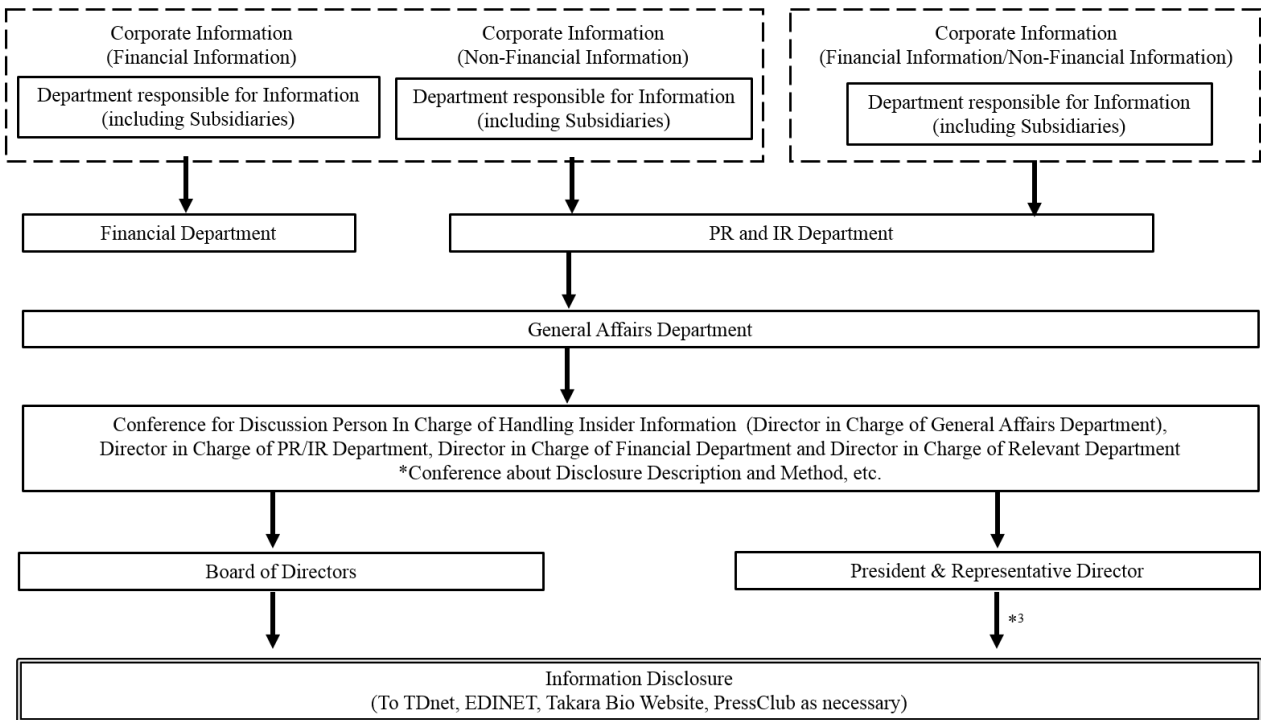 Corporate Information
(Financial Information)
Department responsible for Information
(including Subsidiaries)
Corporate Information
(Non-Financial Information)
Department responsible for Information
(including Subsidiaries)
Corporate Information
(Financial Information/Non-Financial Information)
Department responsible for Information
(including Subsidiaries)
Financial Department
PR and IR Department
General Affairs Department
Conference for Discussion Person In Charge of Handling Insider Information (Director in Charge of General Affairs Department),
Director in Charge of PR/IR Department, Director in Charge of Financial Department and Director in Charge of Relevant Department
*Conference about Disclosure Description and Method, etc.
Board of Directors
President & Representative Director
*3
Information Disclosure
(To TDnet, EDINET, Takara Bio Website, PressClub as necessary)